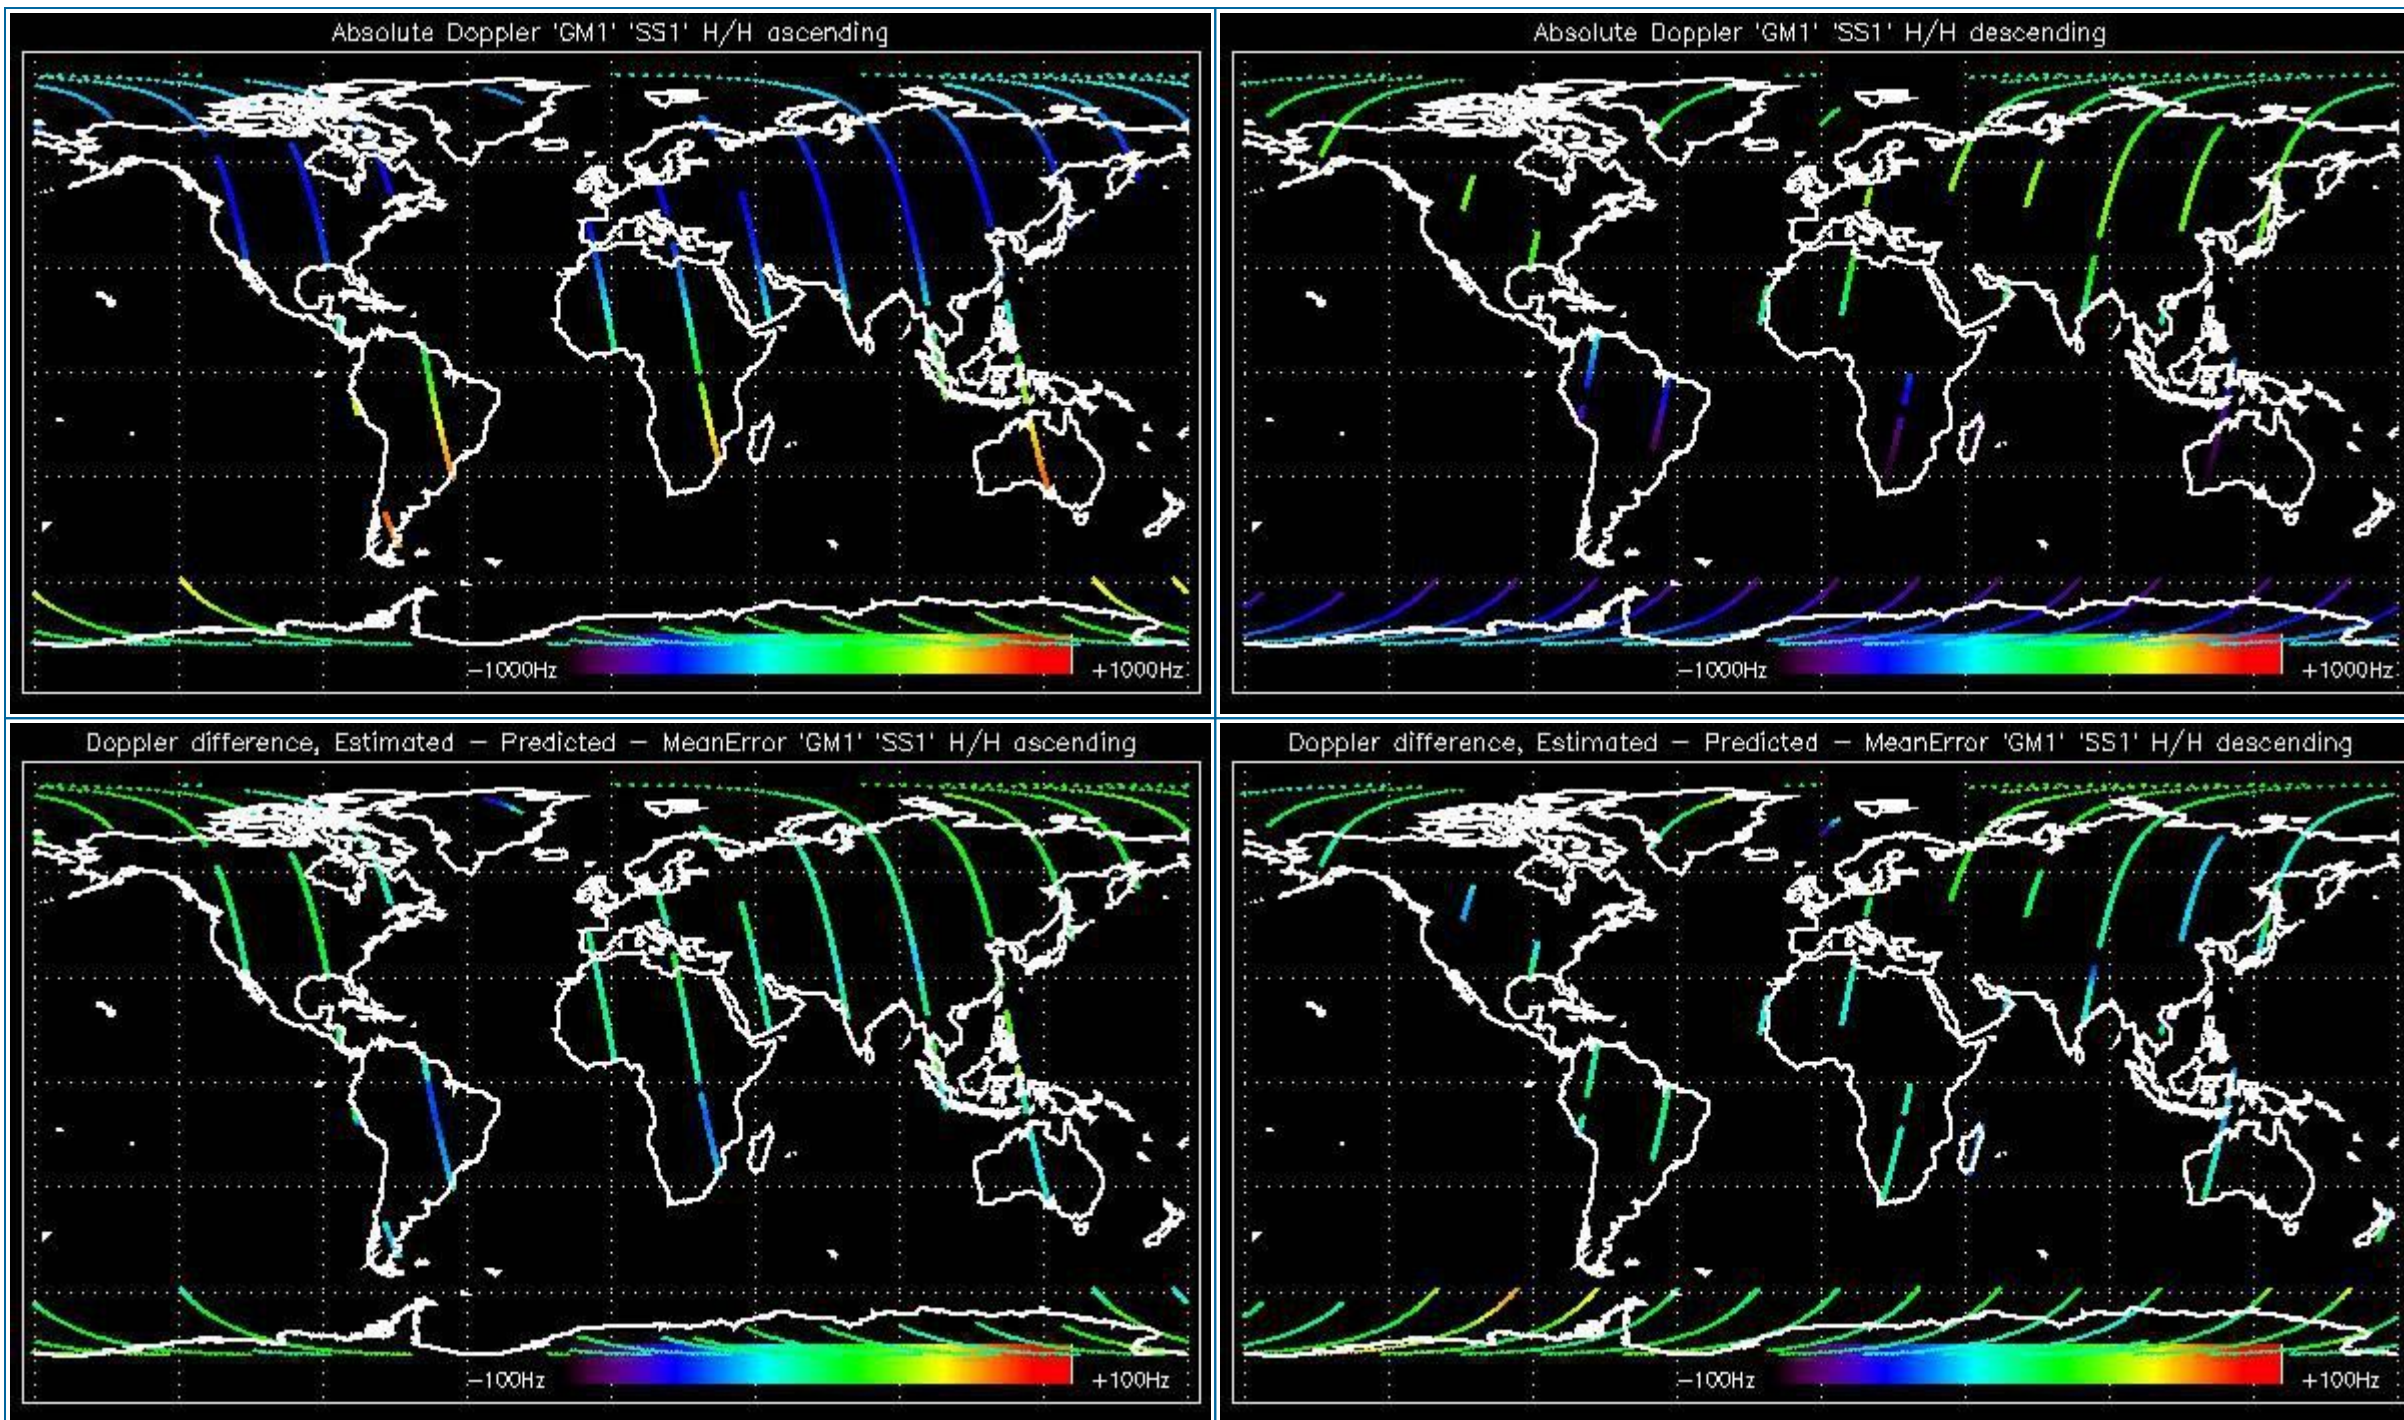 Absolute Doppler 'GM1' 'SS1' H/H ascending
−1000Hz
+1000Hz
Absolute Doppler 'GM1' 'SS1' H/H descending
−1000Hz
+1000Hz
Doppler difference, Estimated − Predicted − MeanError 'GM1' 'SS1' H/H ascending
−100Hz
+100Hz
Doppler difference, Estimated − Predicted − MeanError 'GM1' 'SS1' H/H descending
−100Hz
+100Hz